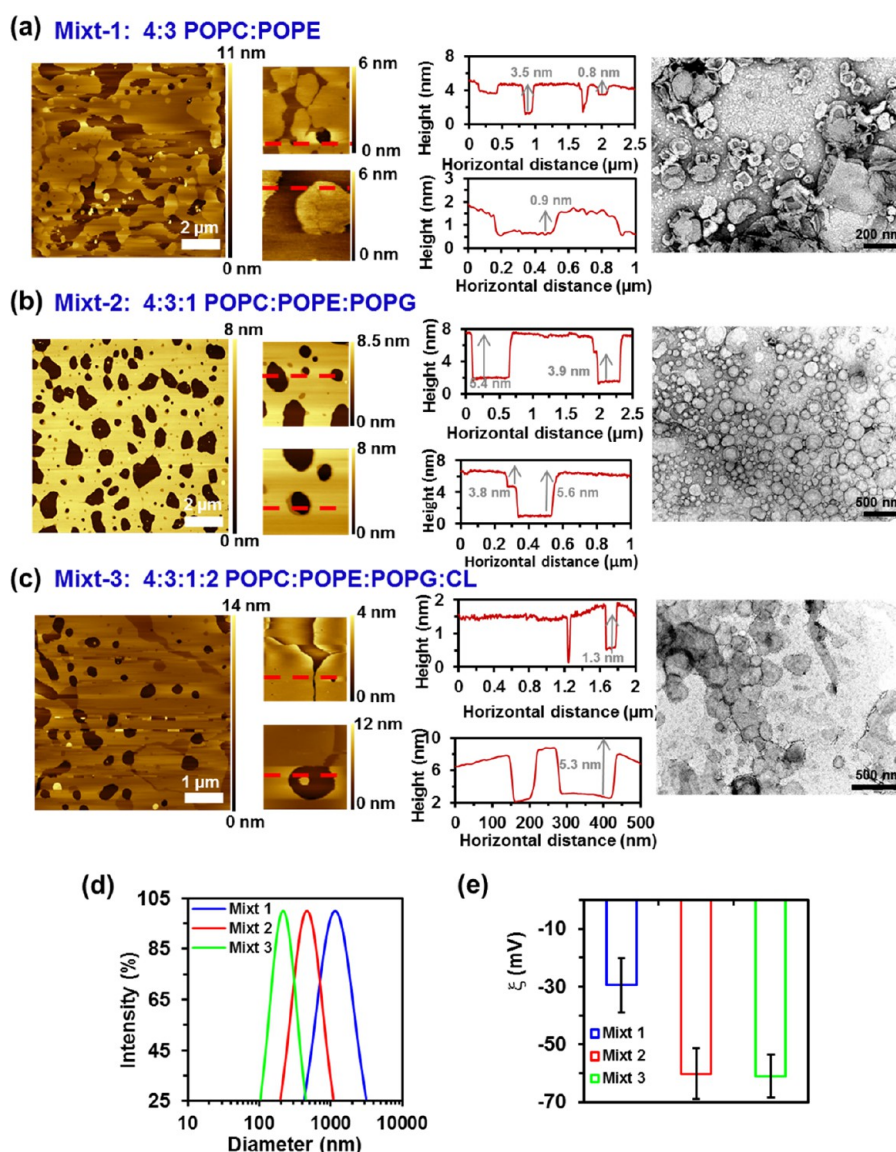 (a) Mixt-1: 4:3 POPC:POPE
11 nm
2 µm
0 nm
6 nm
0 nm
6 nm
0 nm
Height (nm)
8
4
0
3.5 nm
0.8 nm
0 0.5 1 1.5 2 2.5
Horizontal distance (µm)
Height (nm)
3
2
1
0
0.9 nm
0 0.2 0.4 0.6 0.8 1
Horizontal distance (µm)
200 nm
(b) Mixt-2: 4:3:1 POPC:POPE:POPG
8 nm
2 µm
0 nm
8.5 nm
0 nm
8 nm
0 nm
Height (nm)
8
4
0
5.4 nm
3.9 nm
0 0.5 1 1.5 2 2.5
Horizontal distance (µm)
Height (nm)
8
4
0
3.8 nm
5.6 nm
0 0.2 0.4 0.6 0.8 1
Horizontal distance (µm)
500 nm
(c) Mixt-3: 4:3:1:2 POPC:POPE:POPG:CL
14 nm
1 µm
0 nm
4 nm
0 nm
12 nm
0 nm
Height (nm)
2
1
0
1.3 nm
0 0.4 0.8 1.2 1.6 2
Horizontal distance (µm)
Height (nm)
10
8
6
4
2
5.3 nm
0 100 200 300 400 500
Horizontal distance (nm)
500 nm
(d)
Intensity (%)
105
85
65
45
25
Mixt 1
Mixt 2
Mixt 3
10 100 1000 10000
Diameter (nm)
(e)
ξ (mV)
-10
-30
-50
-70
Mixt 1
Mixt 2
Mixt 3